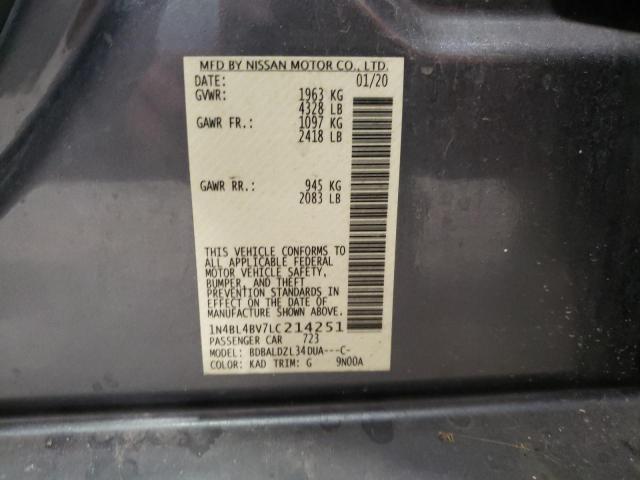 MFD BY NISSAN MOTOR CO., LTD.
DATE: 01/20
GVWR: 1963 KG
4328 LB
GAWR FR.: 1097 KG
2418 LB
GAWR RR.: 945 KG
2083 LB
THIS VEHICLE CONFORMS TO
ALL APPLICABLE FEDERAL
MOTOR VEHICLE SAFETY,
BUMPER, AND THEFT
PREVENTION STANDARDS IN
EFFECT ON THE DATE OF
MANUFACTURE SHOWN ABOVE.
1N4BL4BV7LC214251
PASSENGER CAR 723
MODEL: BDBALDZL34DUA---C-
COLOR: KAD TRIM: G 9N00A